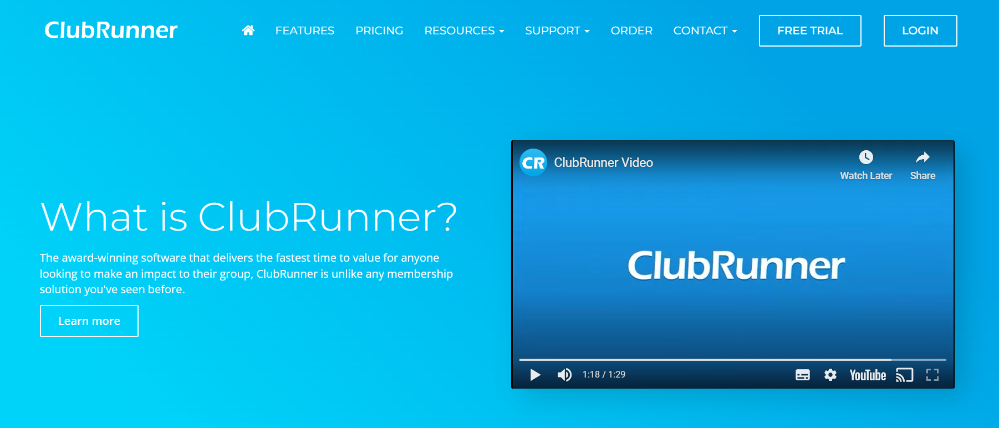 ClubRunner
FEATURES
PRICING
RESOURCES
SUPPORT
ORDER
CONTACT
FREE TRIAL
LOGIN
What is ClubRunner?
The award-winning software that delivers the fastest time to value for anyone
looking to make an impact to their group, ClubRunner is unlike any membership
solution you've seen before.
Learn more
CR
ClubRunner Video
Watch Later
Share
ClubRunner
1:18 / 1:29
YouTube